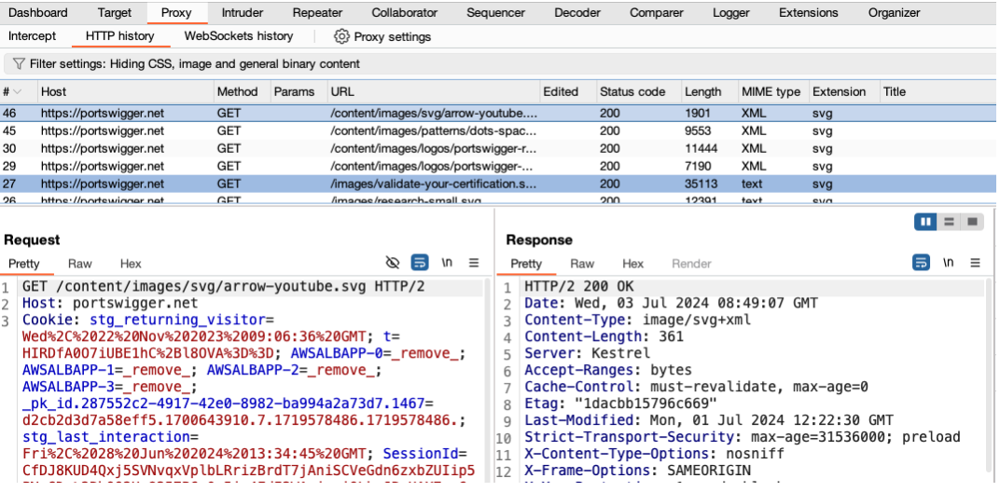 Dashboard Target Proxy Intruder Repeater Collaborator Sequencer Decoder Comparer Logger Extensions Organizer
Intercept HTTP history WebSockets history Proxy settings
Filter settings: Hiding CSS, image and general binary content
# Host Method Params URL Edited Status code Length MIME type Extension Title
46 https://portswigger.net GET /content/images/svg/arrow-youtube.... 200 1901 XML svg
45 https://portswigger.net GET /content/images/patterns/dots-spac... 200 9553 XML svg
30 https://portswigger.net GET /content/images/logos/portswigger-r... 200 11444 XML svg
29 https://portswigger.net GET /content/images/logos/portswigger-... 200 7190 XML svg
27 https://portswigger.net GET /images/validate-your-certification.s... 200 35113 text svg
26 https://portswigger.net GET /images/research-small.svg 200 12391 text svg
Request
Pretty Raw Hex \n
1 GET /content/images/svg/arrow-youtube.svg HTTP/2
2 Host: portswigger.net
3 Cookie: stg_returning_visitor=
Wed%2C%2022%20Nov%202023%2009:06:36%20GMT; t=
HIRDfA0O7iUBE1hC%2Bl8OVA%3D%3D; AWSALBAPP-0=_remove_;
AWSALBAPP-1=_remove_; AWSALBAPP-2=_remove_;
AWSALBAPP-3=_remove_;
_pk_id.287552c2-4917-42e0-8982-ba994a2a73d7.1467=
d2cb2d3d7a58eff5.1700643910.7.1719578486.1719578486.;
stg_last_interaction=
Fri%2C%2028%20Jun%202024%2013:34:45%20GMT; SessionId=
CfDJ8KUD4Qxj5SVNvqxVplbLRrizBrdT7jAniSCVeGdn6zxbZUIip5
Response
Pretty Raw Hex Render \n
1 HTTP/2 200 OK
2 Date: Wed, 03 Jul 2024 08:49:07 GMT
3 Content-Type: image/svg+xml
4 Content-Length: 361
5 Server: Kestrel
6 Accept-Ranges: bytes
7 Cache-Control: must-revalidate, max-age=0
8 Etag: "1dacbb15796c669"
9 Last-Modified: Mon, 01 Jul 2024 12:22:30 GMT
10 Strict-Transport-Security: max-age=31536000; preload
11 X-Content-Type-Options: nosniff
12 X-Frame-Options: SAMEORIGIN